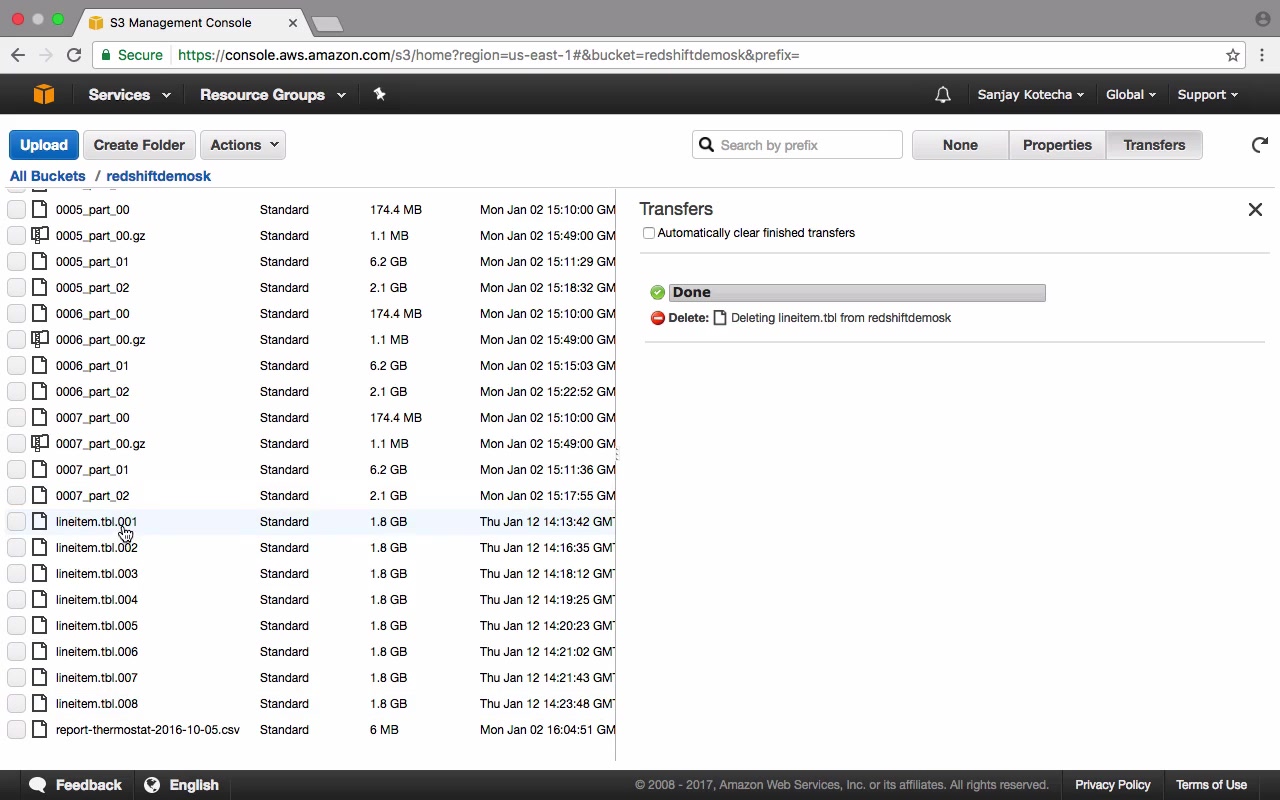 S3 Management Console
Secure https://console.aws.amazon.com/s3/home?region=us-east-1#&bucket=redshiftdemosk&prefix=
Services Resource Groups Sanjay Kotecha Global Support
Upload Create Folder Actions Search by prefix None Properties Transfers
All Buckets / redshiftdemosk
0005_part_00 Standard 174.4 MB Mon Jan 02 15:10:00 GM
0005_part_00.gz Standard 1.1 MB Mon Jan 02 15:49:00 GM
0005_part_01 Standard 6.2 GB Mon Jan 02 15:11:29 GM
0005_part_02 Standard 2.1 GB Mon Jan 02 15:18:32 GM
0006_part_00 Standard 174.4 MB Mon Jan 02 15:10:00 GM
0006_part_00.gz Standard 1.1 MB Mon Jan 02 15:49:00 GM
0006_part_01 Standard 6.2 GB Mon Jan 02 15:15:03 GM
0006_part_02 Standard 2.1 GB Mon Jan 02 15:22:52 GM
0007_part_00 Standard 174.4 MB Mon Jan 02 15:10:00 GM
0007_part_00.gz Standard 1.1 MB Mon Jan 02 15:49:00 GM
0007_part_01 Standard 6.2 GB Mon Jan 02 15:11:36 GM
0007_part_02 Standard 2.1 GB Mon Jan 02 15:17:55 GM
lineitem.tbl.001 Standard 1.8 GB Thu Jan 12 14:13:42 GMT
lineitem.tbl.002 Standard 1.8 GB Thu Jan 12 14:16:35 GMT
lineitem.tbl.003 Standard 1.8 GB Thu Jan 12 14:18:12 GMT
lineitem.tbl.004 Standard 1.8 GB Thu Jan 12 14:19:25 GMT
lineitem.tbl.005 Standard 1.8 GB Thu Jan 12 14:20:23 GMT
lineitem.tbl.006 Standard 1.8 GB Thu Jan 12 14:21:02 GMT
lineitem.tbl.007 Standard 1.8 GB Thu Jan 12 14:21:43 GMT
lineitem.tbl.008 Standard 1.8 GB Thu Jan 12 14:23:48 GMT
report-thermostat-2016-10-05.csv Standard 6 MB Mon Jan 02 16:04:51 GM
Transfers
Automatically clear finished transfers
Done
Delete: Deleting lineitem.tbl from redshiftdemosk
Feedback English © 2008 - 2017, Amazon Web Services, Inc. or its affiliates. All rights reserved. Privacy Policy Terms of Use